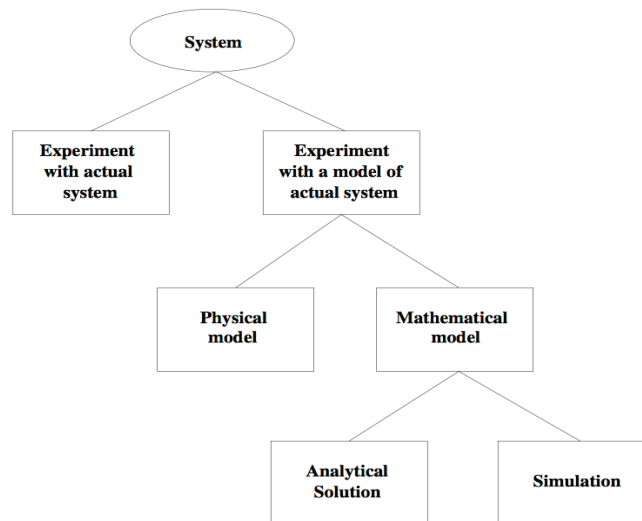 System
Experiment
with actual
system
Experiment
with a model of
actual system
Physical
model
Mathematical
model
Analytical
Solution
Simulation